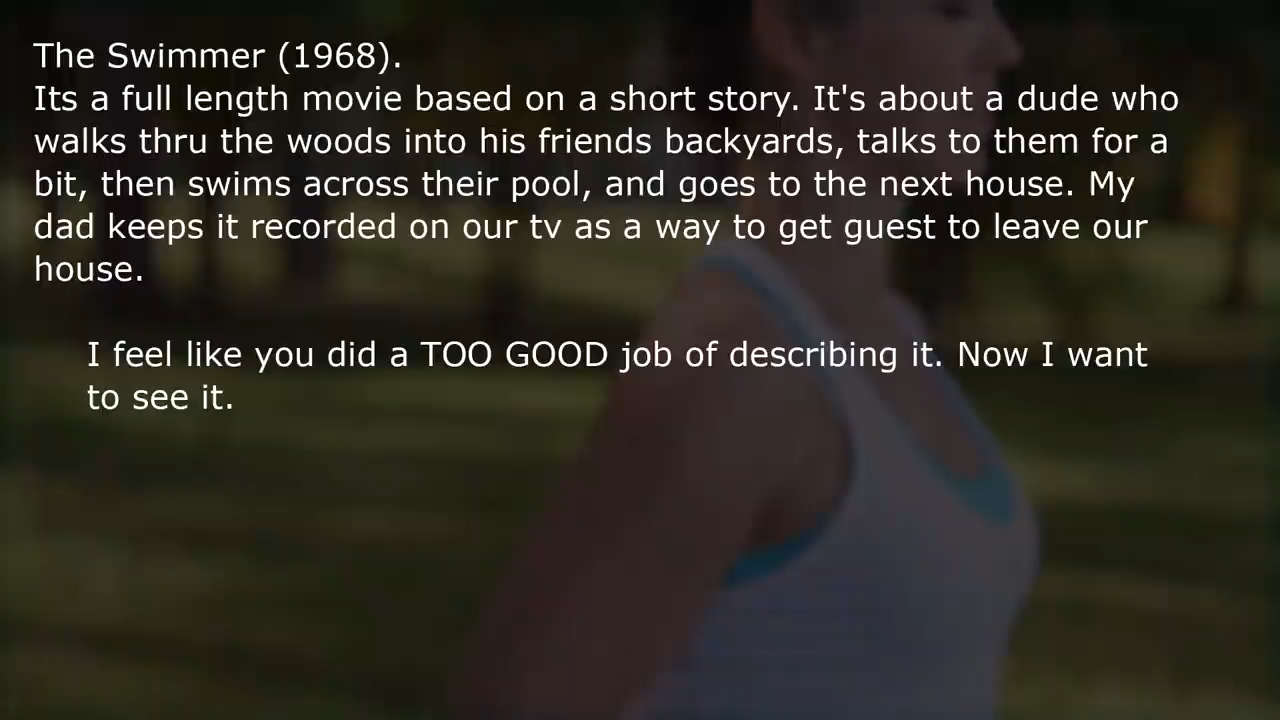 The Swimmer (1968).
Its a full length movie based on a short story. It's about a dude who
walks thru the woods into his friends backyards, talks to them for a
bit, then swims across their pool, and goes to the next house. My
dad keeps it recorded on our tv as a way to get guest to leave our
house.
I feel like you did a TOO GOOD job of describing it. Now I want
to see it.